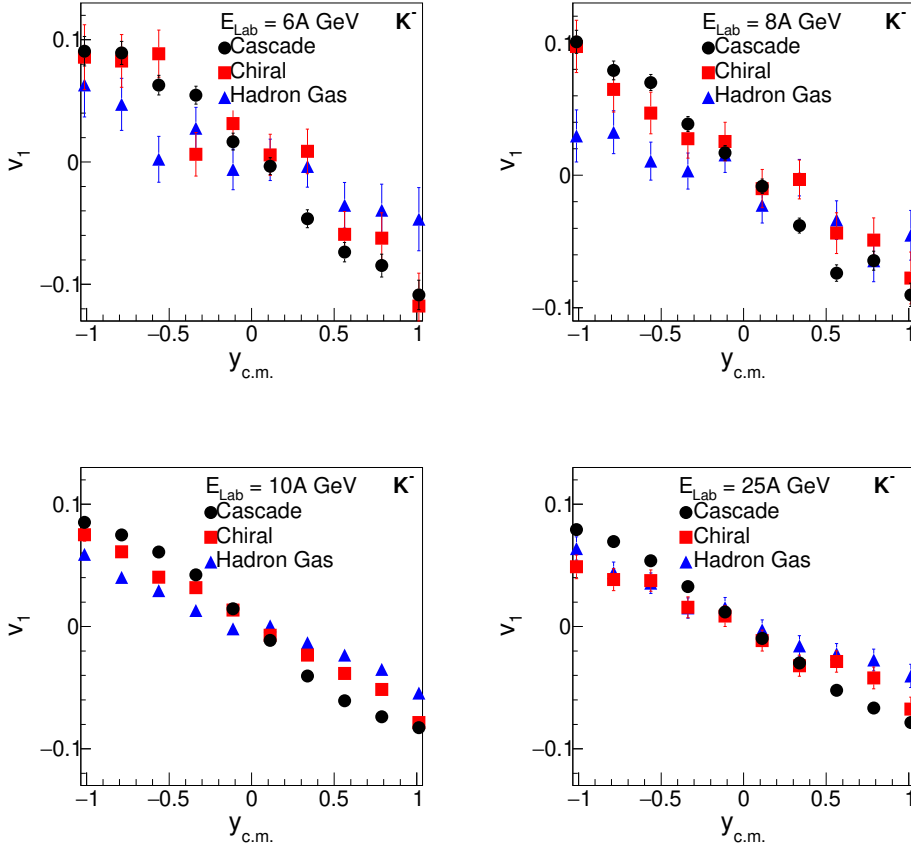 E_Lab = 6A GeV K^-
Cascade
Chiral
Hadron Gas
0.1
0
−0.1
v_1
−1 −0.5 0 0.5 1
y_c.m.
E_Lab = 8A GeV K^-
Cascade
Chiral
Hadron Gas
0.1
0
−0.1
v_1
−1 −0.5 0 0.5 1
y_c.m.
E_Lab = 10A GeV K^-
Cascade
Chiral
Hadron Gas
0.1
0
−0.1
v_1
−1 −0.5 0 0.5 1
y_c.m.
E_Lab = 25A GeV K^-
Cascade
Chiral
Hadron Gas
0.1
0
−0.1
v_1
−1 −0.5 0 0.5 1
y_c.m.